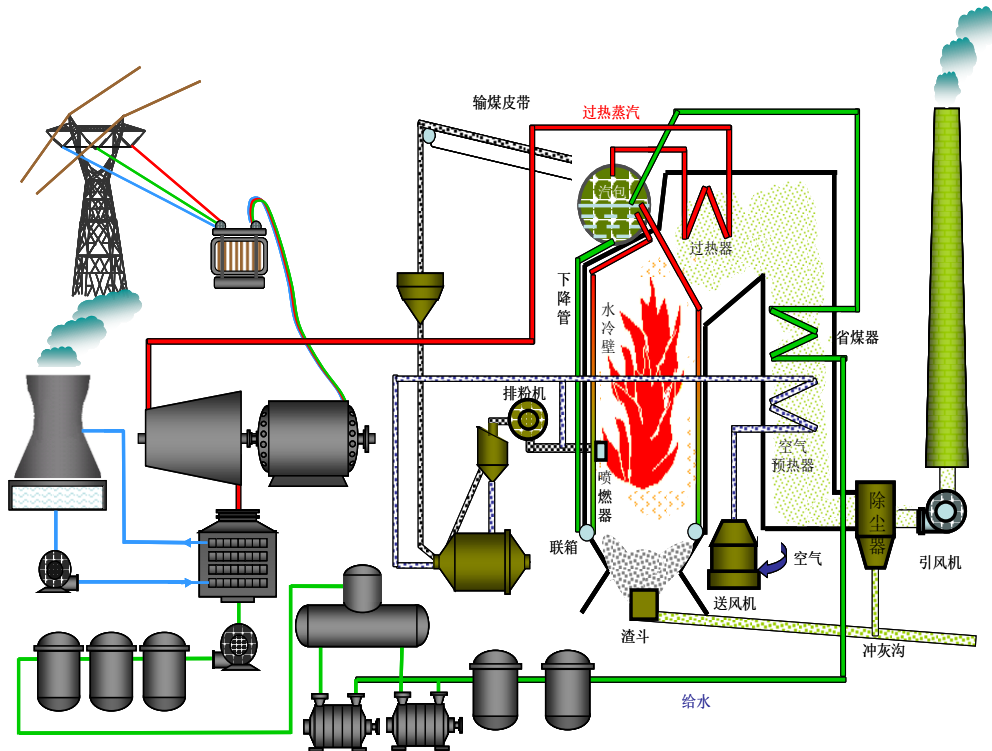 输煤皮带
过热蒸汽
汽包
过热器
下降管
水冷壁
省煤器
排粉机
空气
预热器
喷燃器
除尘器
联箱
空气
引风机
送风机
渣斗
冲灰沟
给水